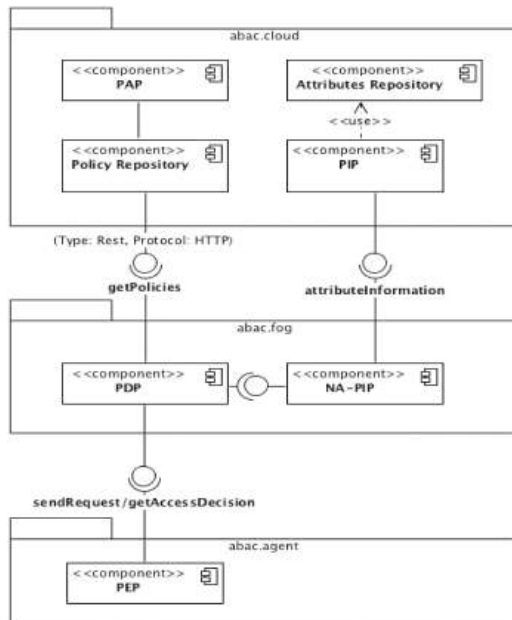 abac.cloud
<<component>>
PAP
<<component>>
Attributes Repository
<<use>>
<<component>>
Policy Repository
<<component>>
PIP
(Type: Rest, Protocol: HTTP)
getPolicies
attributeInformation
abac.fog
<<component>>
PDP
<<component>>
NA-PIP
sendRequest/getAccessDecision
abac.agent
<<component>>
PEP